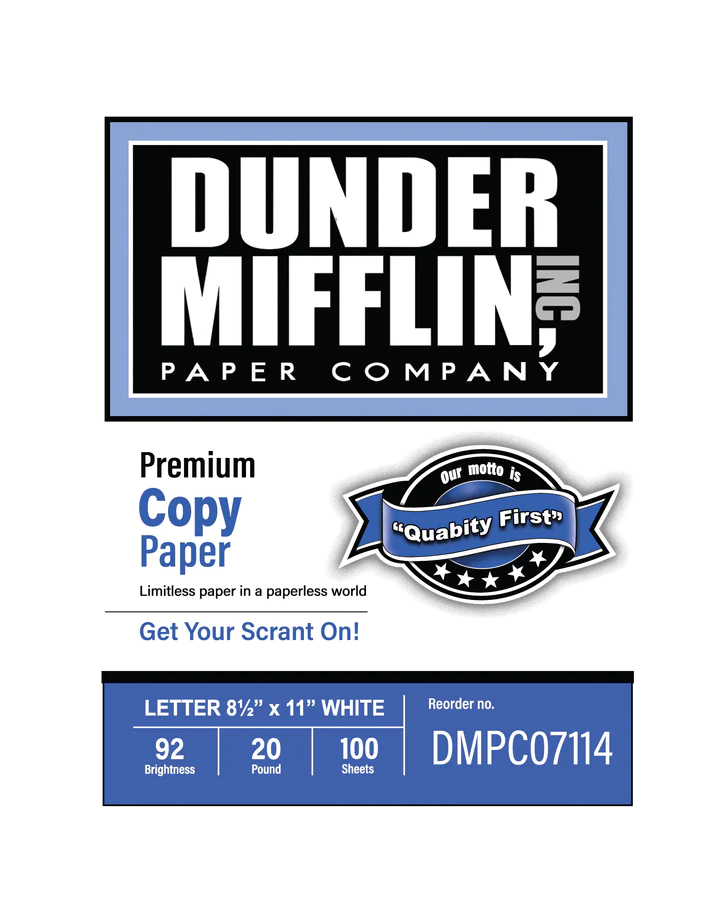 DUNDER
MIFFLIN, INC
PAPER COMPANY
Premium
Copy
Paper
Limitless paper in a paperless world
Get Your Scrant On!
Our motto is
“Quabity First”
LETTER 8½” x 11” WHITE
92
Brightness
20
Pound
100
Sheets
Reorder no.
DMPC07114